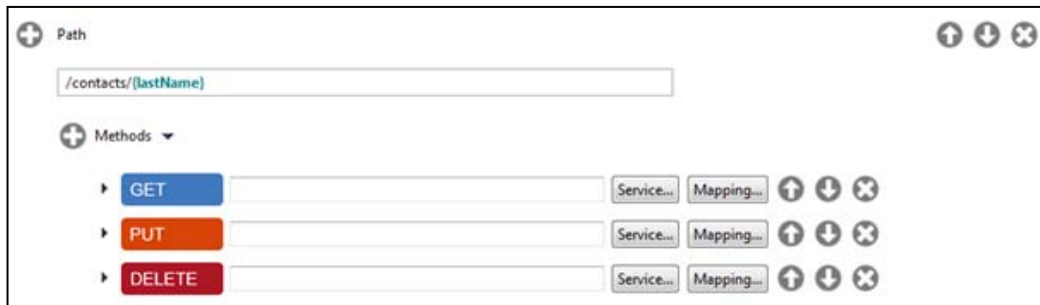 Path
/contacts/{lastName}
Methods
GET Service... Mapping...
PUT Service... Mapping...
DELETE Service... Mapping...